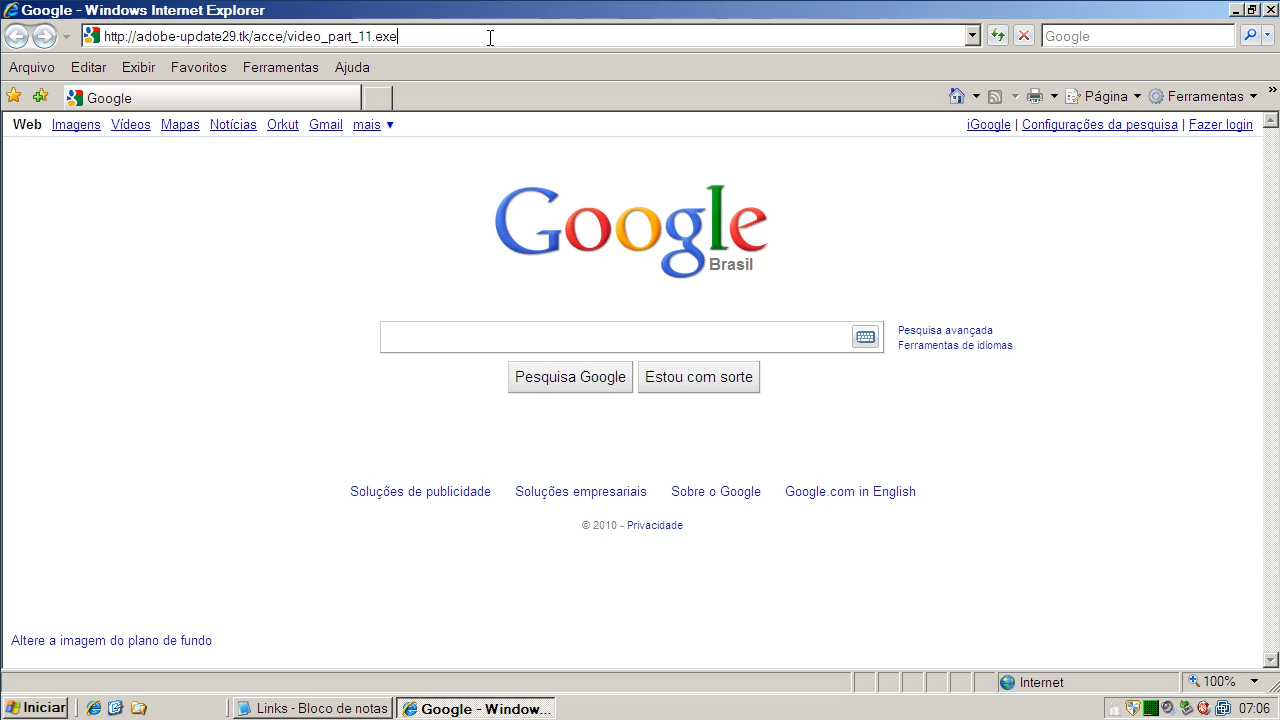 Google - Windows Internet Explorer
http://adobe-update29.tk/acce/video_part_11.exe
Google
Arquivo Editar Exibir Favoritos Ferramentas Ajuda
Google
Página Ferramentas »
Web Imagens Vídeos Mapas Notícias Orkut Gmail mais ▼
iGoogle | Configurações da pesquisa | Fazer login
Google
Brasil
Pesquisa avançada
Ferramentas de idiomas
Pesquisa Google Estou com sorte
Soluções de publicidade Soluções empresariais Sobre o Google Google.com in English
© 2010 - Privacidade
Altere a imagem do plano de fundo
Internet 100%
Iniciar Links - Bloco de notas Google - Window... 07:06